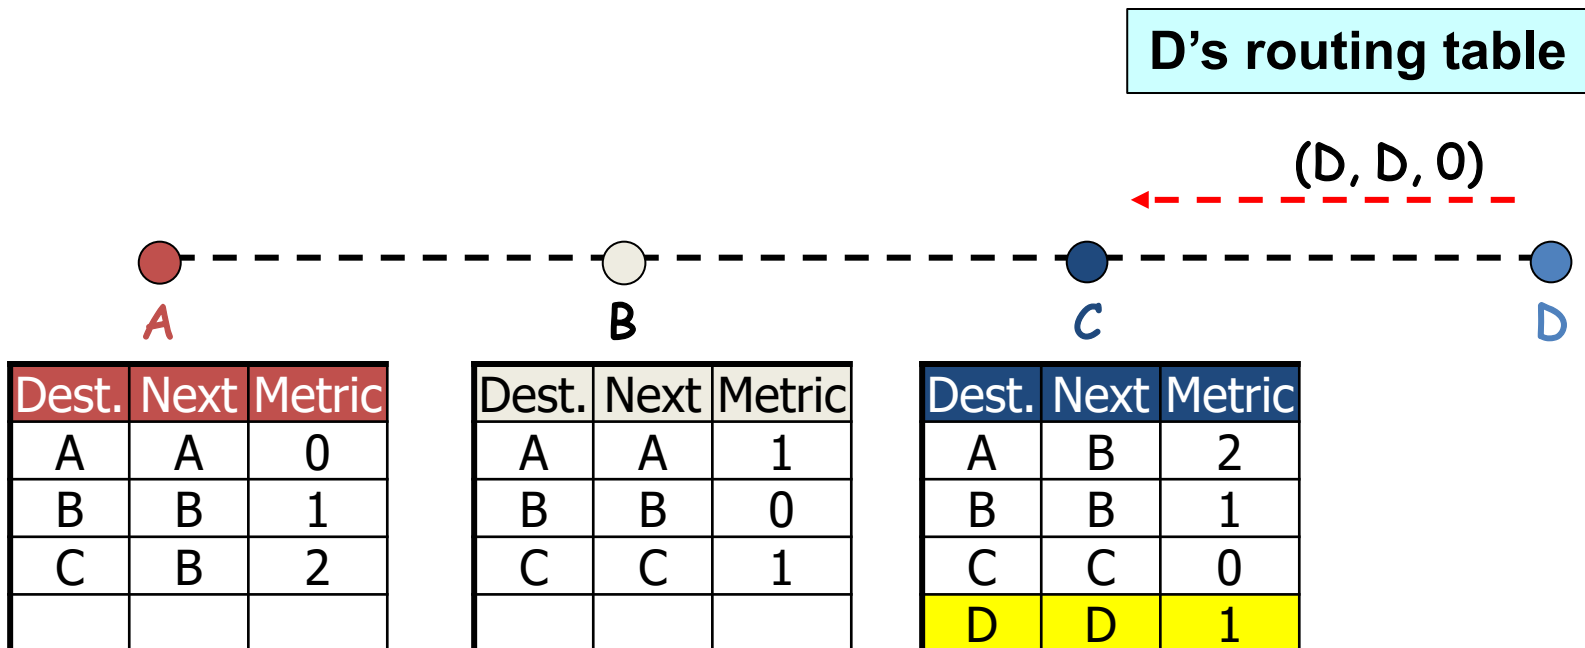 D’s routing table
(D, D, 0)
A B C D
Dest. Next Metric Dest. Next Metric Dest. Next Metric
A A 0 A A 1 A B 2
B B 1 B B 0 B B 1
C B 2 C C 1 C C 0
D D 1